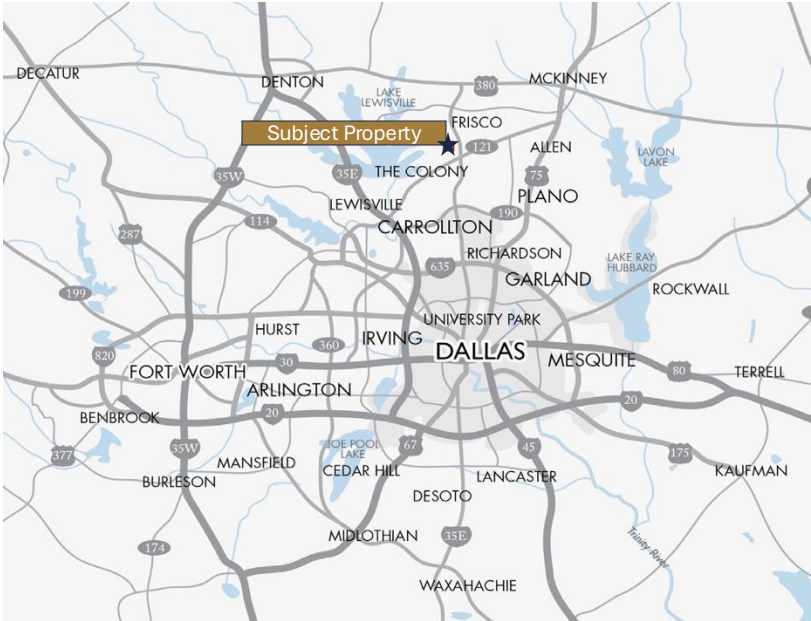 DECATUR
DENTON
MCKINNEY
380
LAKE
LEWISVILLE
FRISCO
Subject Property
121
ALLEN
LAVON
LAKE
35W
35E
THE COLONY
75
PLANO
LEWISVILLE
190
114
CARROLLTON
287
RICHARDSON
635
GARLAND
LAKE RAY
HUBBARD
199
ROCKWALL
UNIVERSITY PARK
HURST
360
IRVING
820
DALLAS
30
FORT WORTH
MESQUITE
80
TERRELL
ARLINGTON
20
20
BENBROOK
377
35W
JOE POOL
LAKE
67
45
175
MANSFIELD
CEDAR HILL
KAUFMAN
BURLESON
LANCASTER
DESOTO
174
MIDLOTHIAN
35E
Trinity River
WAXAHACHIE